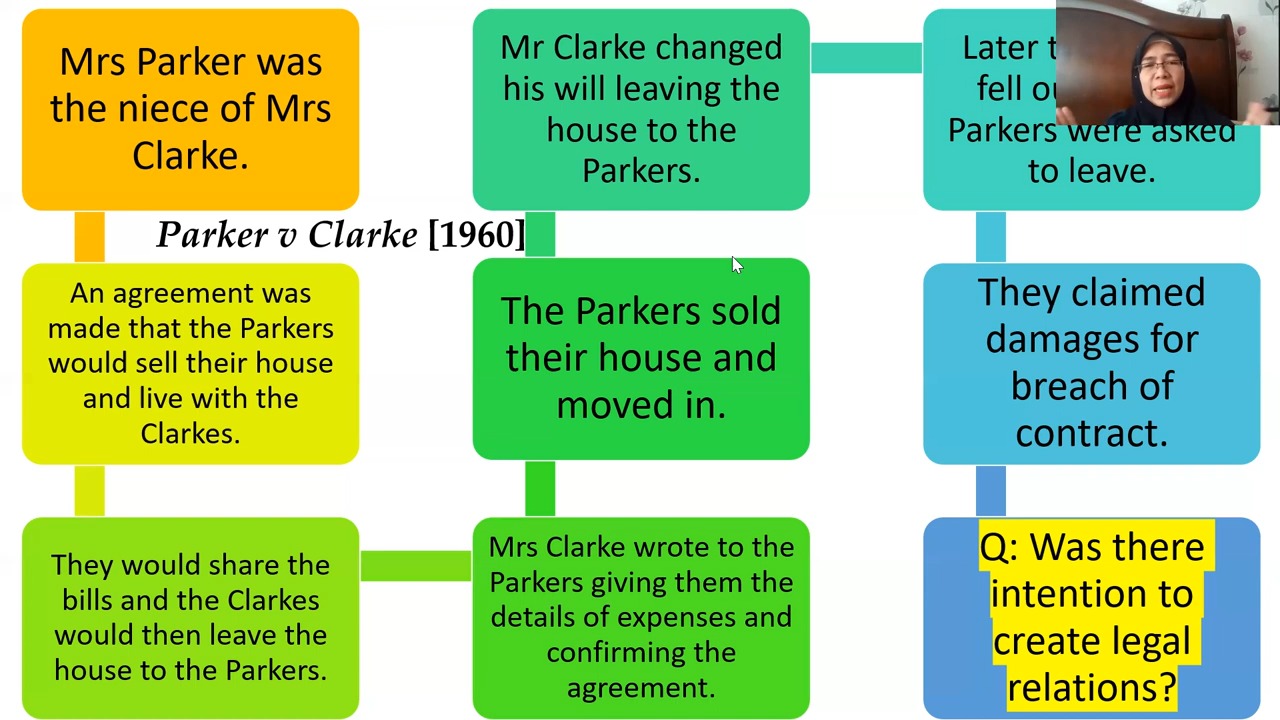 Mrs Parker was
the niece of Mrs
Clarke.
Parker v Clarke [1960]
An agreement was
made that the Parkers
would sell their house
and live with the
Clarkes.
They would share the
bills and the Clarkes
would then leave the
house to the Parkers.
Mrs Clarke wrote to the
Parkers giving them the
details of expenses and
confirming the
agreement.
The Parkers sold
their house and
moved in.
Mr Clarke changed
his will leaving the
house to the
Parkers.
Later
fell
Parkers were asked
to leave.
They claimed
damages for
breach of
contract.
Q: Was there
intention to
create legal
relations?